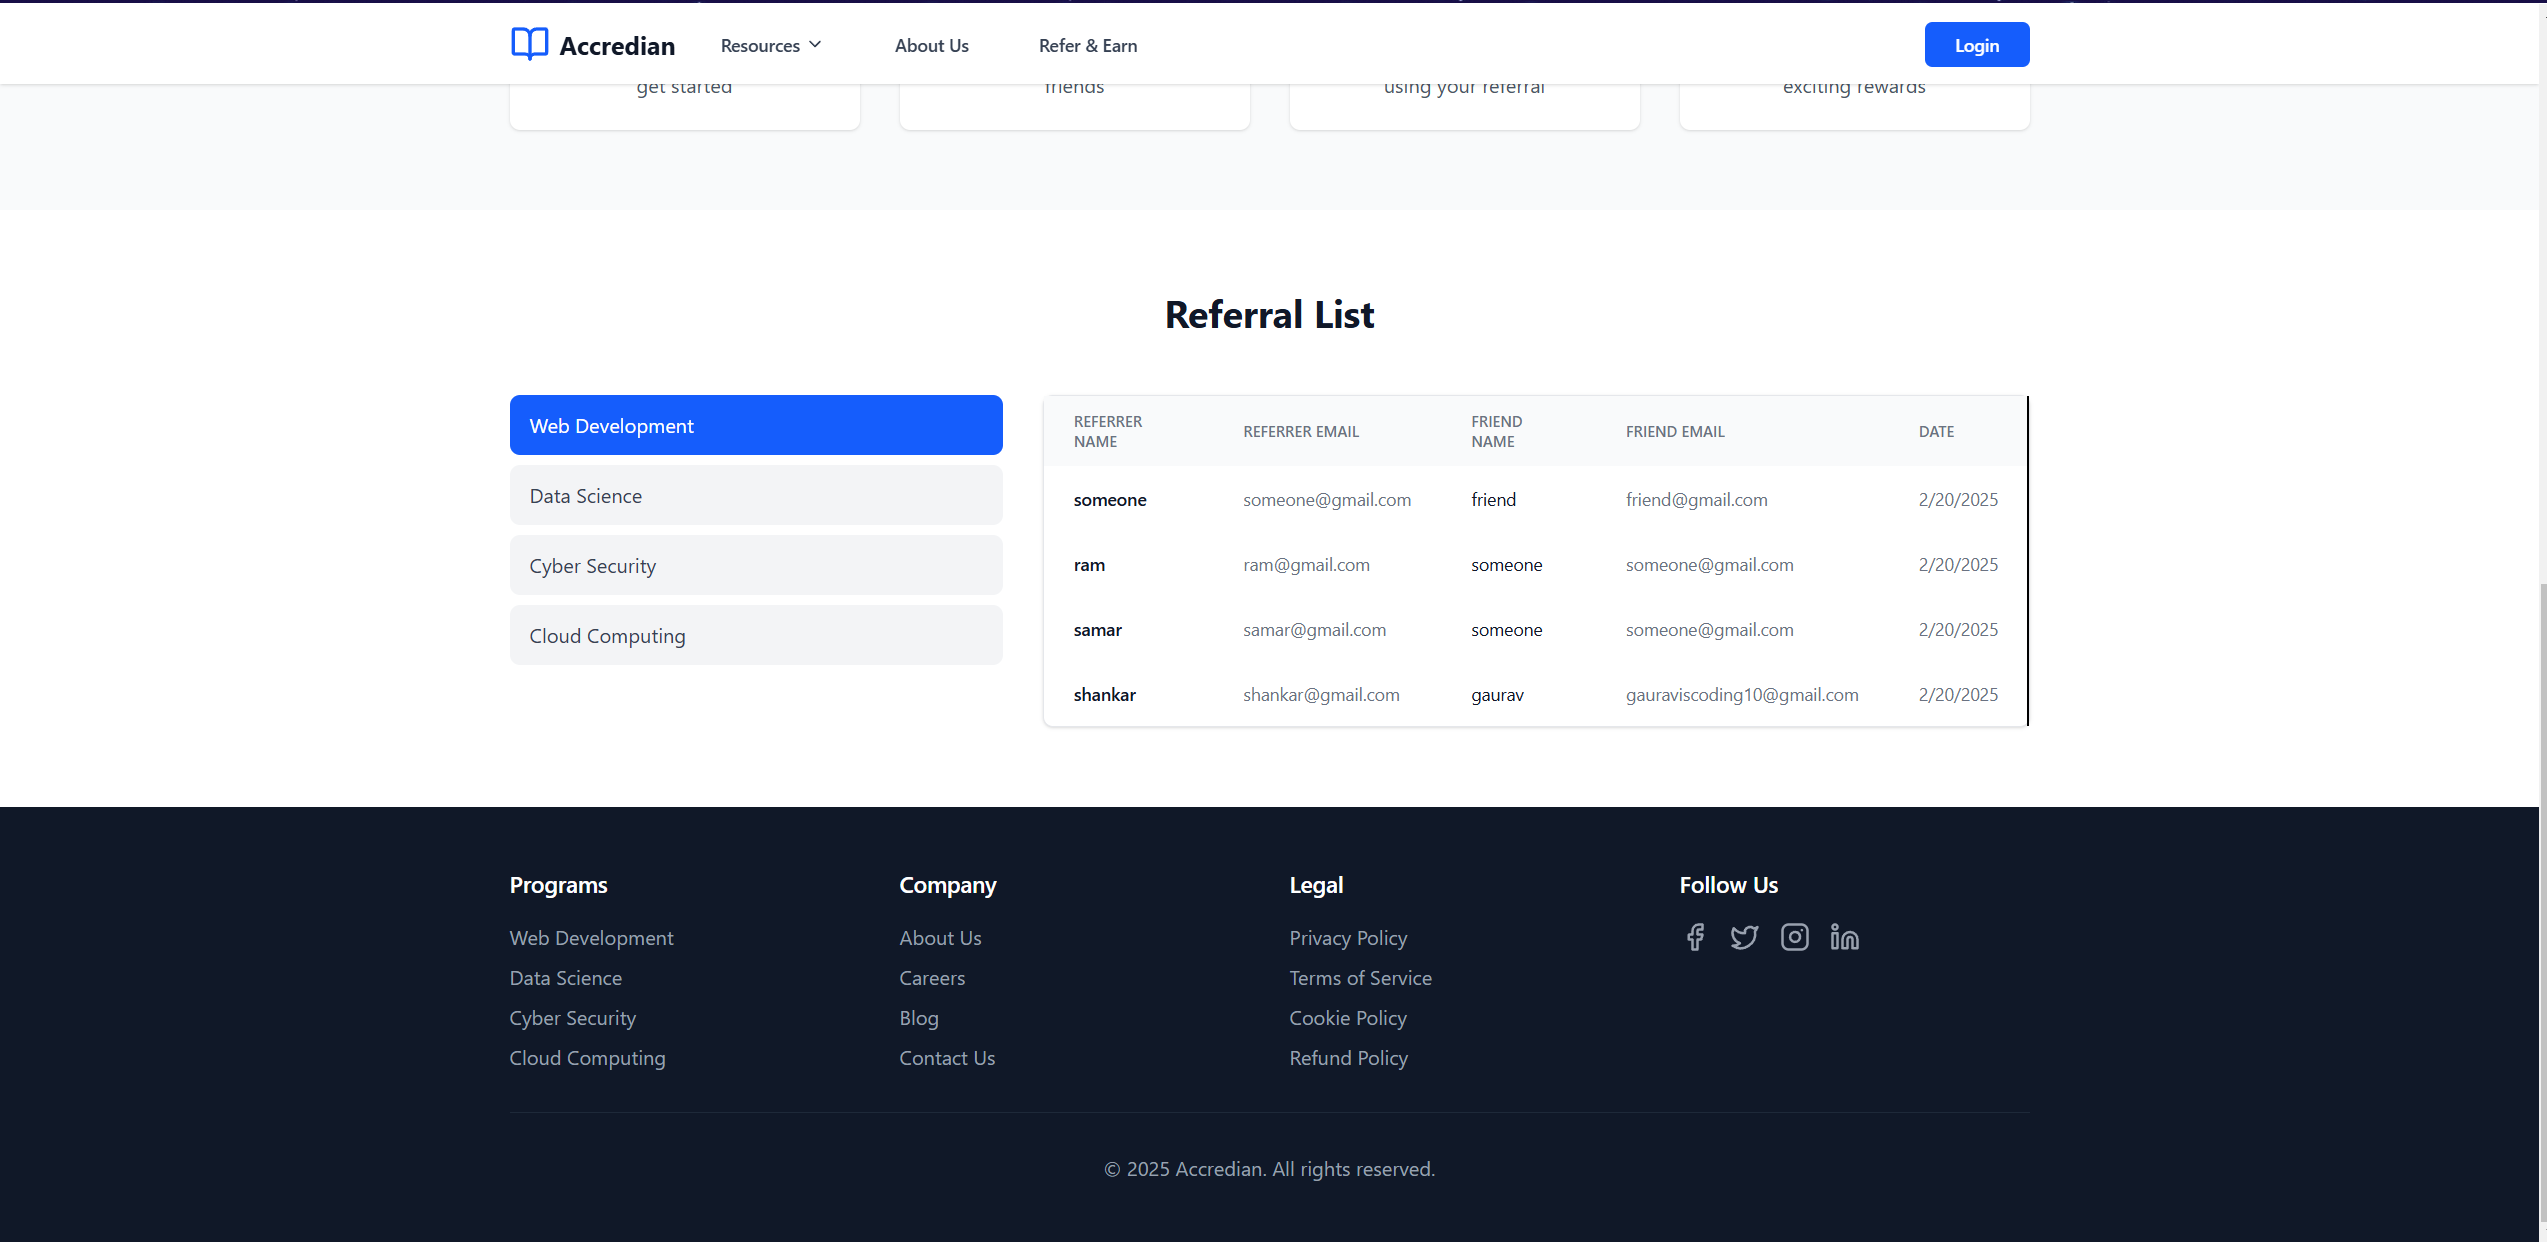 Accredian
Resources
About Us
Refer & Earn
Login
get started
friends
using your referral
exciting rewards
Referral List
Web Development
Data Science
Cyber Security
Cloud Computing
REFERRER NAME REFERRER EMAIL FRIEND NAME FRIEND EMAIL DATE
someone someone@gmail.com friend friend@gmail.com 2/20/2025
ram ram@gmail.com someone someone@gmail.com 2/20/2025
samar samar@gmail.com someone someone@gmail.com 2/20/2025
shankar shankar@gmail.com gaurav gauraviscoding10@gmail.com 2/20/2025
Programs
Web Development
Data Science
Cyber Security
Cloud Computing
Company
About Us
Careers
Blog
Contact Us
Legal
Privacy Policy
Terms of Service
Cookie Policy
Refund Policy
Follow Us
© 2025 Accredian. All rights reserved.